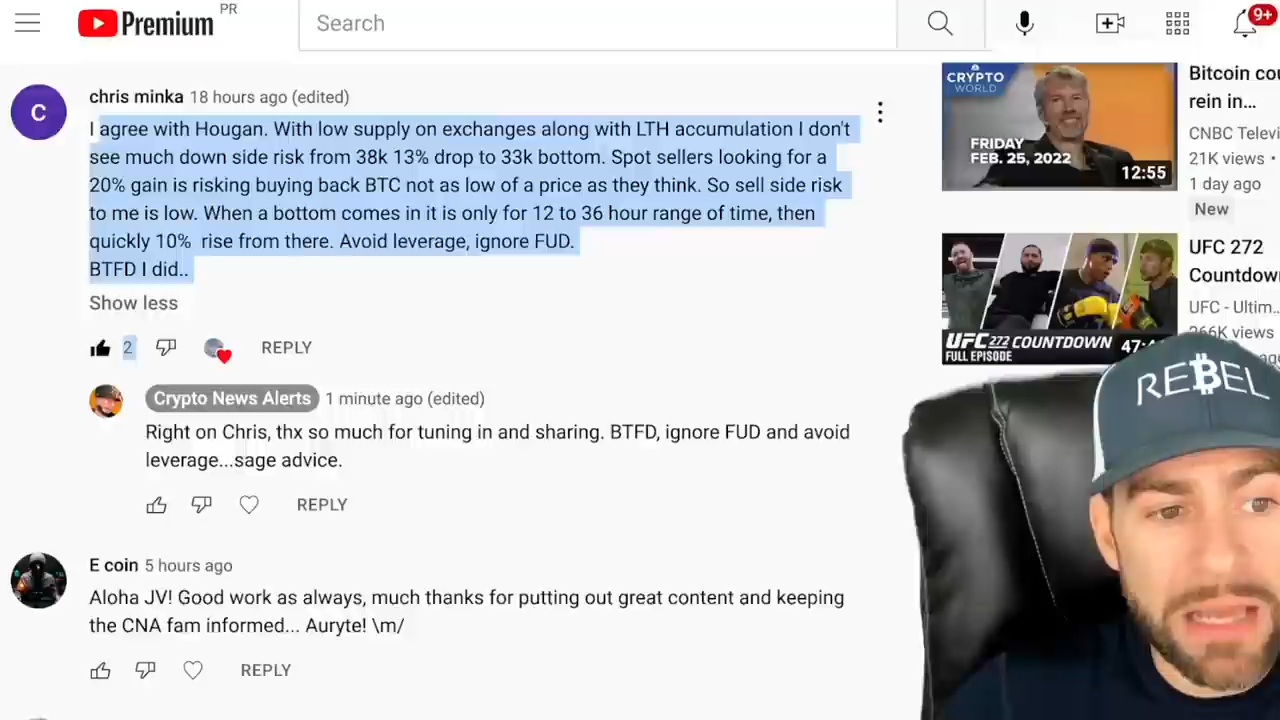 Premium
PR
Search
9+
chris minka 18 hours ago (edited)
I agree with Hougan. With low supply on exchanges along with LTH accumulation I don't
see much down side risk from 38k 13% drop to 33k bottom. Spot sellers looking for a
20% gain is risking buying back BTC not as low of a price as they think. So sell side risk
to me is low. When a bottom comes in it is only for 12 to 36 hour range of time, then
quickly 10% rise from there. Avoid leverage, ignore FUD.
BTFD I did..
Show less
2
REPLY
Crypto News Alerts 1 minute ago (edited)
Right on Chris, thx so much for tuning in and sharing. BTFD, ignore FUD and avoid
leverage...sage advice.
REPLY
E coin 5 hours ago
Aloha JV! Good work as always, much thanks for putting out great content and keeping
the CNA fam informed... Auryte! \m/
REPLY
CRYPTO
WORLD
FRIDAY
FEB. 25, 2022
12:55
Bitcoin cou
rein in...
CNBC Televi
21K views •
1 day ago
New
UFC 272 COUNTDOWN
FULL EPISODE
47:4
UFC 272
Countdow
UFC - Ultim...
266K views
REBEL